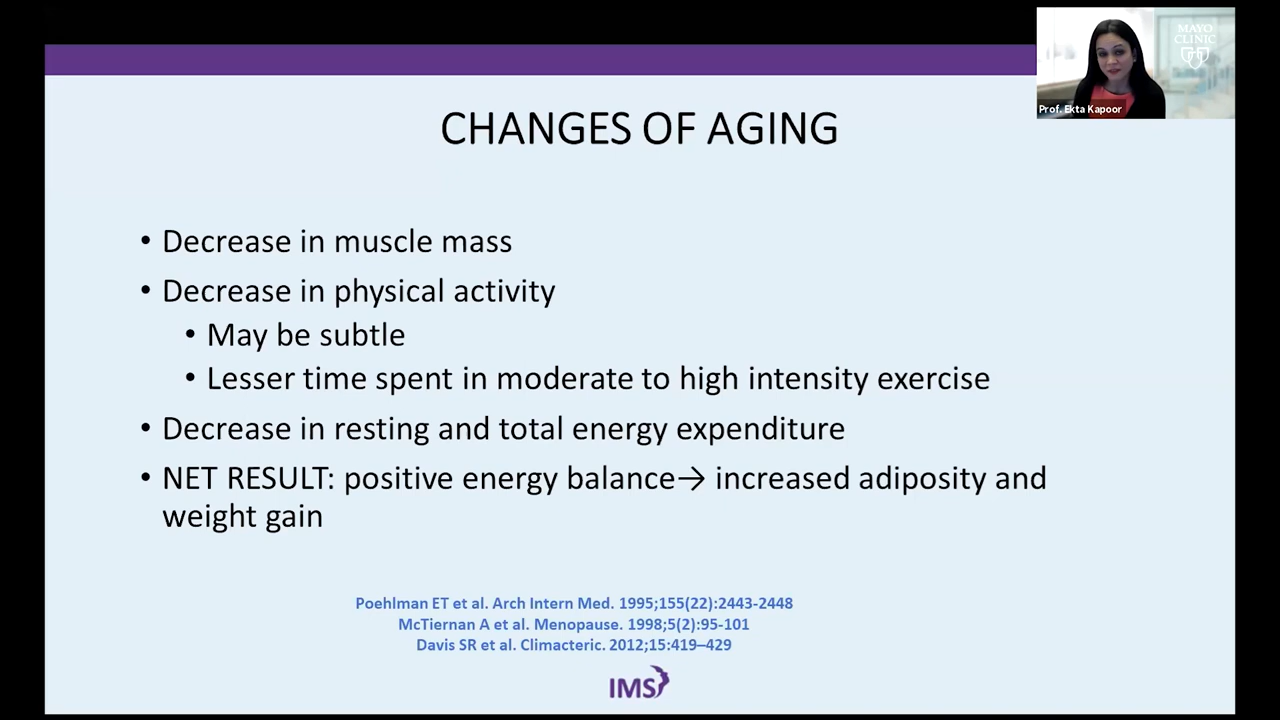 MAYO
CLINIC
Prof. Ekta Kapoor
CHANGES OF AGING
• Decrease in muscle mass
• Decrease in physical activity
• May be subtle
• Lesser time spent in moderate to high intensity exercise
• Decrease in resting and total energy expenditure
• NET RESULT: positive energy balance→ increased adiposity and
weight gain
Poehlman ET et al. Arch Intern Med. 1995;155(22):2443-2448
McTiernan A et al. Menopause. 1998;5(2):95-101
Davis SR et al. Climacteric. 2012;15:419–429
IMS